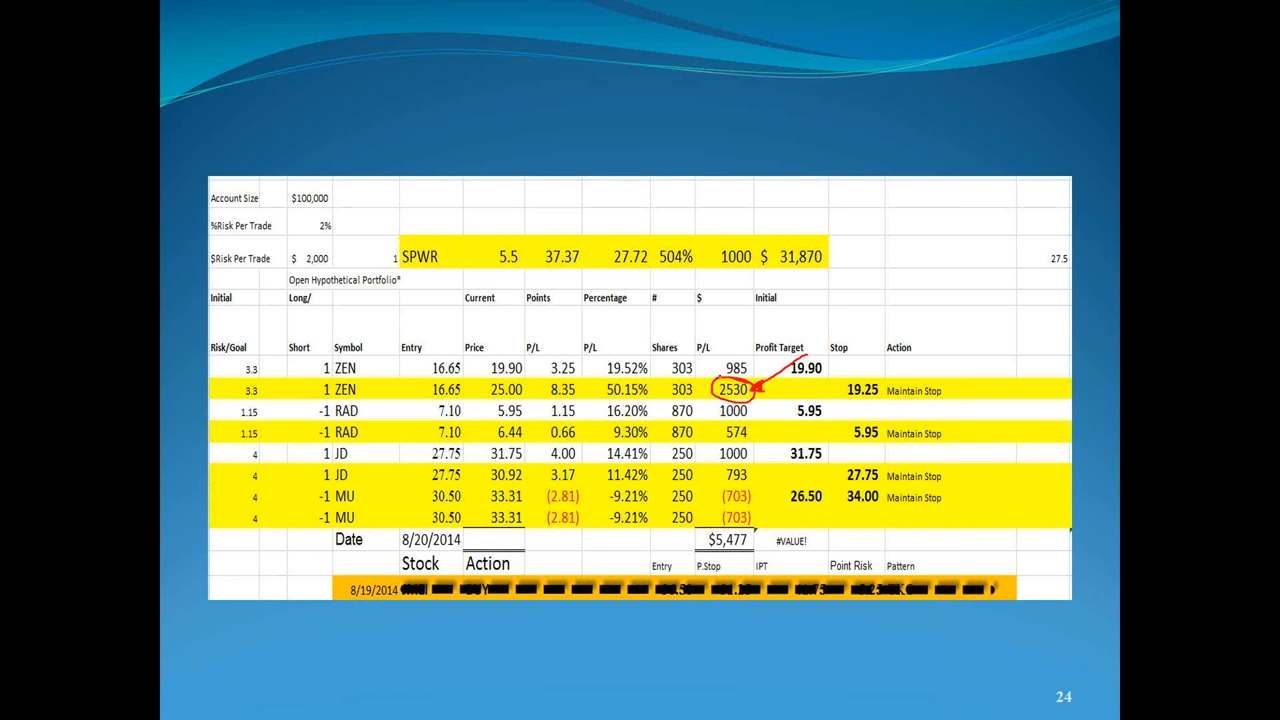 Account Size $100,000
%Risk Per Trade 2%
$Risk Per Trade $ 2,000 1 SPWR 5.5 37.37 27.72 504% 1000 $ 31,870 27.5
Open Hypothetical Portfolio*
Initial Long/ Current Points Percentage # $ Initial
Risk/Goal Short Symbol Entry Price P/L P/L Shares P/L Profit Target Stop Action
3.3 1 ZEN 16.65 19.90 3.25 19.52% 303 985 19.90
3.3 1 ZEN 16.65 25.00 8.35 50.15% 303 2530 19.25 Maintain Stop
1.15 -1 RAD 7.10 5.95 1.15 16.20% 870 1000 5.95
1.15 -1 RAD 7.10 6.44 0.66 9.30% 870 574 5.95 Maintain Stop
4 1 JD 27.75 31.75 4.00 14.41% 250 1000 31.75
4 1 JD 27.75 30.92 3.17 11.42% 250 793 27.75 Maintain Stop
4 -1 MU 30.50 33.31 (2.81) -9.21% 250 (703) 26.50 34.00 Maintain Stop
4 -1 MU 30.50 33.31 (2.81) -9.21% 250 (703)
Date 8/20/2014 $5,477 #VALUE!
Stock Action Entry P.Stop IPT Point Risk Pattern
8/19/2014
24